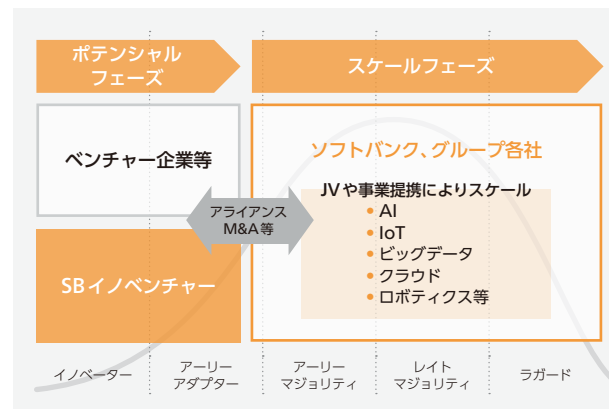 ポテンシャル
フェーズ
スケールフェーズ
ベンチャー企業等
ソフトバンク、グループ各社
JVや事業提携によりスケール
• AI
• IoT
• ビッグデータ
• クラウド
• ロボティクス等
アライアンス
M&A等
SBイノベンチャー
イノベーター
アーリー
アダプター
アーリー
マジョリティ
レイト
マジョリティ
ラガード